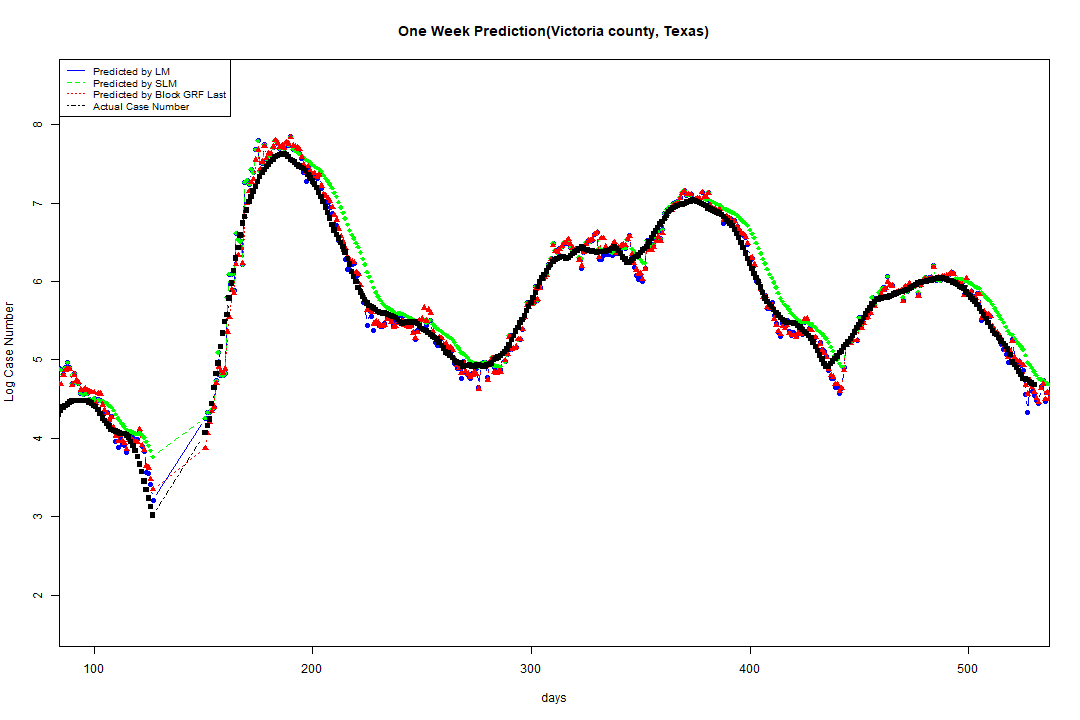 One Week Prediction(Victoria county, Texas)
Predicted by LM
Predicted by SLM
Predicted by Block GRF Last
Actual Case Number
Log Case Number
8
7
6
5
4
3
2
100 200 300 400 500
days